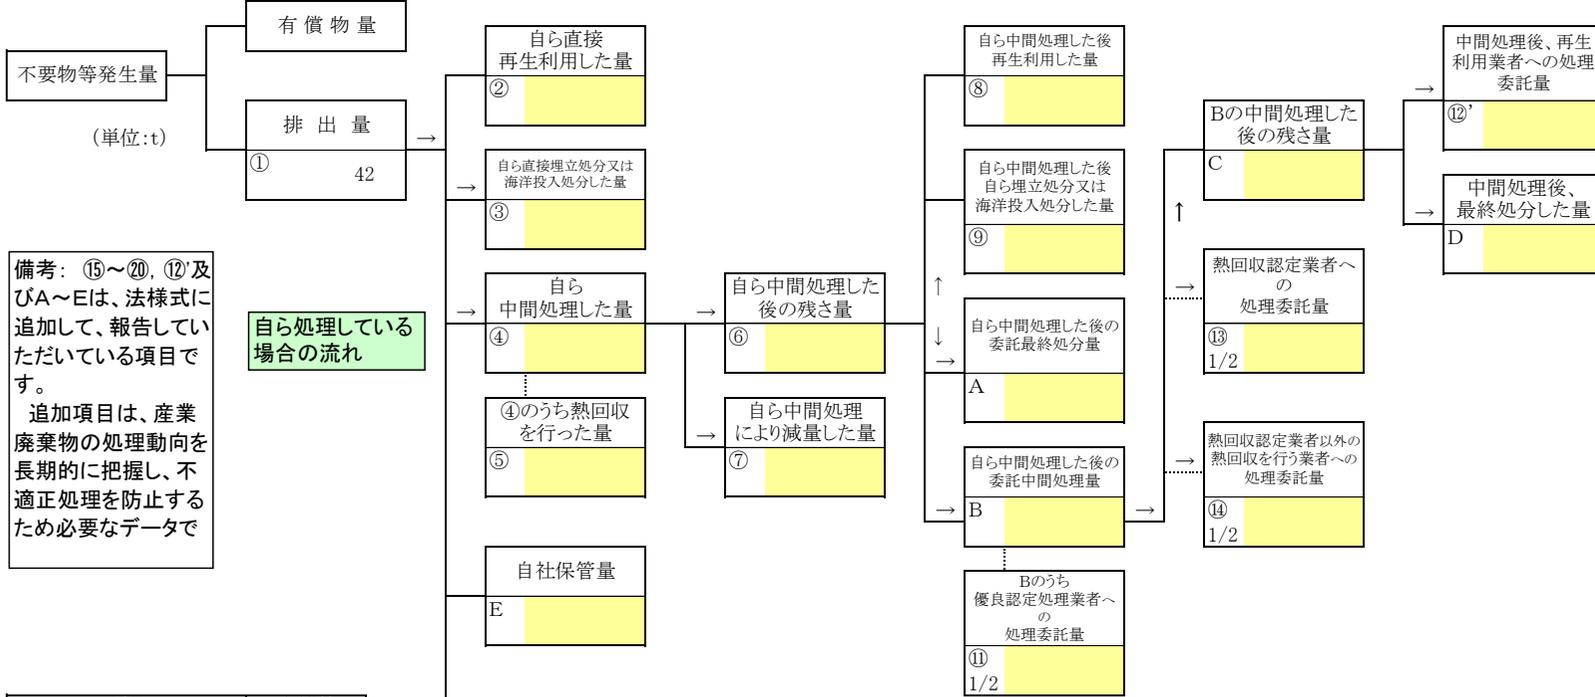 有 償 物 量
不要物等発生量
(単位:t)
排 出 量
①
42
→
備考： ⑮～⑳, ⑫'及
びA～Eは、法様式に
追加して、報告してい
ただいている項目で
す。
追加項目は、産業
廃棄物の処理動向を
長期的に把握し、不
適正処理を防止する
ため必要なデータで
自ら処理している
場合の流れ
自ら直接
再生利用した量
②
→
自ら直接埋立処分又は
海洋投入処分した量
③
→
自ら
中間処理した量
④
④のうち熱回収
を行った量
⑤
自社保管量
E
→
自ら中間処理した
後の残さ量
⑥
→
自ら中間処理
により減量した量
⑦
自ら中間処理した後
再生利用した量
⑧
自ら中間処理した後
自ら埋立処分又は
海洋投入処分した量
⑨
↑
↓
→
自ら中間処理した後の
委託最終処分量
A
→
自ら中間処理した後の
委託中間処理量
B
Bのうち
優良認定処理業者へ
の
処理委託量
⑪
1/2
→
↑
Bの中間処理した
後の残さ量
C
→
熱回収認定業者へ
の
処理委託量
⑬
1/2
→
熱回収認定業者以外の
熱回収を行う業者への
処理委託量
⑭
1/2
→
中間処理後、再生
利用業者への処理
委託量
⑫'
→
中間処理後、
最終処分した量
D